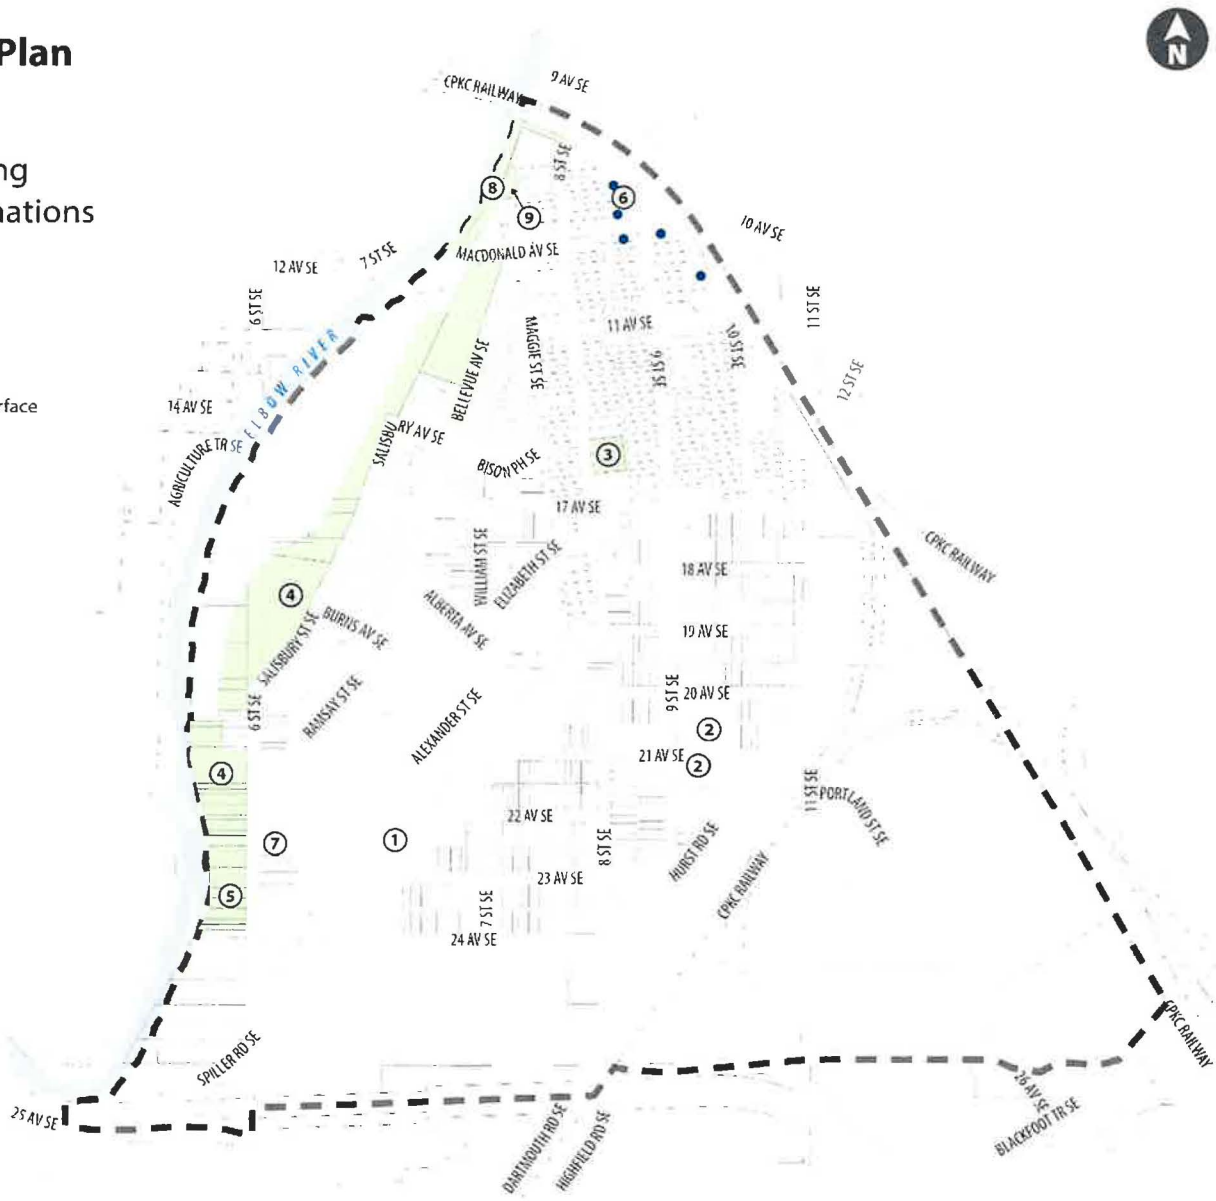 Plan
N
CPKC RAILWAY
9 AV SE
ng
nations
8 ST SE
8
6
9
10 AV SE
MACDONALD AV SE
7 ST SE
12 AV SE
6 ST SE
11 ST SE
11 AV SE
10 ST SE
MAGGIE ST SE
9 ST SE
ELBOW RIVER
BELLEVUE AV SE
12 ST SE
rface
14 AV SE
SALISBURY AV SE
AGRICULTURE TR SE
3
BISON PH SE
17 AV SE
CPKC RAILWAY
WILLIAM ST SE
ELIZABETH ST SE
18 AV SE
4
ALBERTA AV SE
BURNS AV SE
19 AV SE
SALISBURY ST SE
9 ST SE
20 AV SE
6 ST SE
RAMSAY ST SE
ALEXANDER ST SE
2
21 AV SE
2
4
11 ST SE
PORTLAND ST SE
22 AV SE
7
1
8 ST SE
HURST RD SE
23 AV SE
CPKC RAILWAY
5
7 ST SE
24 AV SE
CPKC RAILWAY
SPILLER RD SE
26 AV SE
25 AV SE
BLACKFOOT TR SE
DARTMOUTH RD SE
HIGHFIELD RD SE